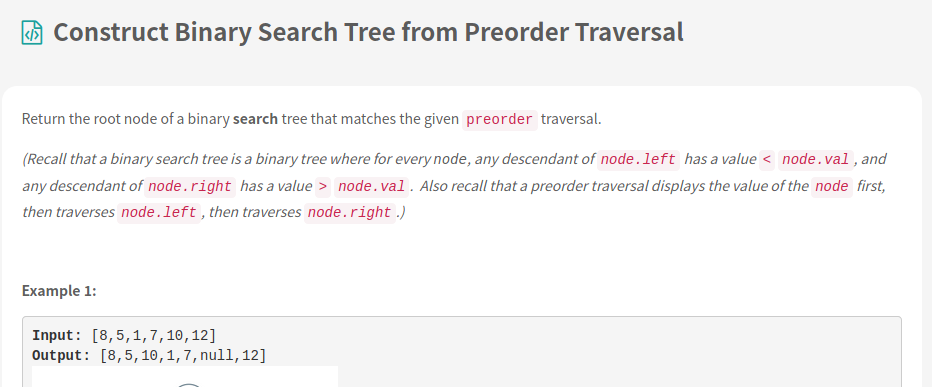 Construct Binary Search Tree from Preorder Traversal
Return the root node of a binary search tree that matches the given preorder traversal.
(Recall that a binary search tree is a binary tree where for every node, any descendant of node.left has a value < node.val, and
any descendant of node.right has a value > node.val. Also recall that a preorder traversal displays the value of the node first,
then traverses node.left, then traverses node.right.)
Example 1:
Input: [8,5,1,7,10,12]
Output: [8,5,10,1,7,null,12]